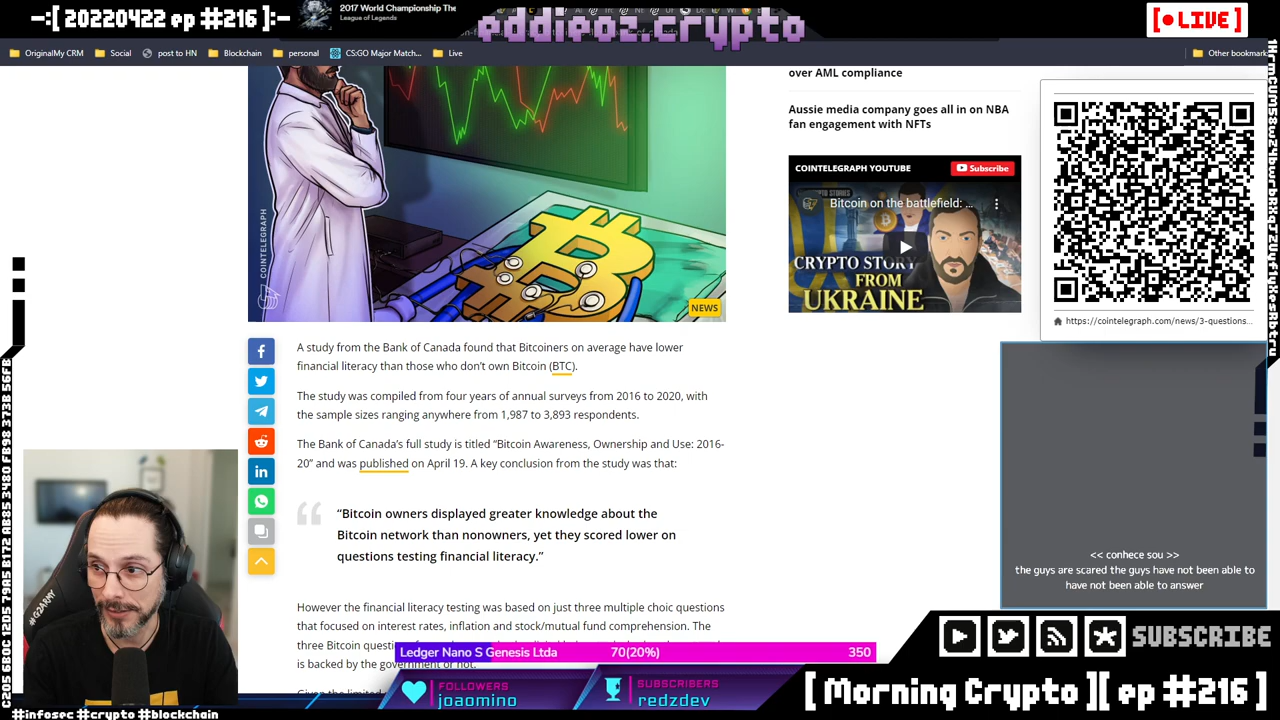 -:[ 20220422 ep #216 ]:-
2017 World Championship The
League of Legends
eddieoz.crypto
[● LIVE]
OriginalMy CRM
Social
post to HN
Blockchain
personal
CS:GO Major Match...
Live
Other bookmark
over AML compliance
Aussie media company goes all in on NBA
fan engagement with NFTs
COINTELEGRAPH YOUTUBE
Subscribe
Bitcoin on the battlefield: ...
CRYPTO STORY
FROM
UKRAINE
COINTELEGRAPH
NEWS
https://cointelegraph.com/news/3-questions...
A study from the Bank of Canada found that Bitcoiners on average have lower
financial literacy than those who don't own Bitcoin (BTC).
The study was compiled from four years of annual surveys from 2016 to 2020, with
the sample sizes ranging anywhere from 1,987 to 3,893 respondents.
The Bank of Canada's full study is titled “Bitcoin Awareness, Ownership and Use: 2016-
20” and was published on April 19. A key conclusion from the study was that:
“Bitcoin owners displayed greater knowledge about the
Bitcoin network than nonowners, yet they scored lower on
questions testing financial literacy.”
However the financial literacy testing was based on just three multiple choic questions
that focused on interest rates, inflation and stock/mutual fund comprehension. The
three Bitcoin
is backed by the government or not.
Given the limited
<< conhece sou >>
the guys are scared the guys have not been able to
have not been able to answer
Ledger Nano S Genesis Ltda
70(20%)
350
FOLLOWERS
joaomino
SUBSCRIBERS
redzdev
SUBSCRIBE
[ Morning Crypto ][ ep #216 ]
#infosec #crypto #blockchain